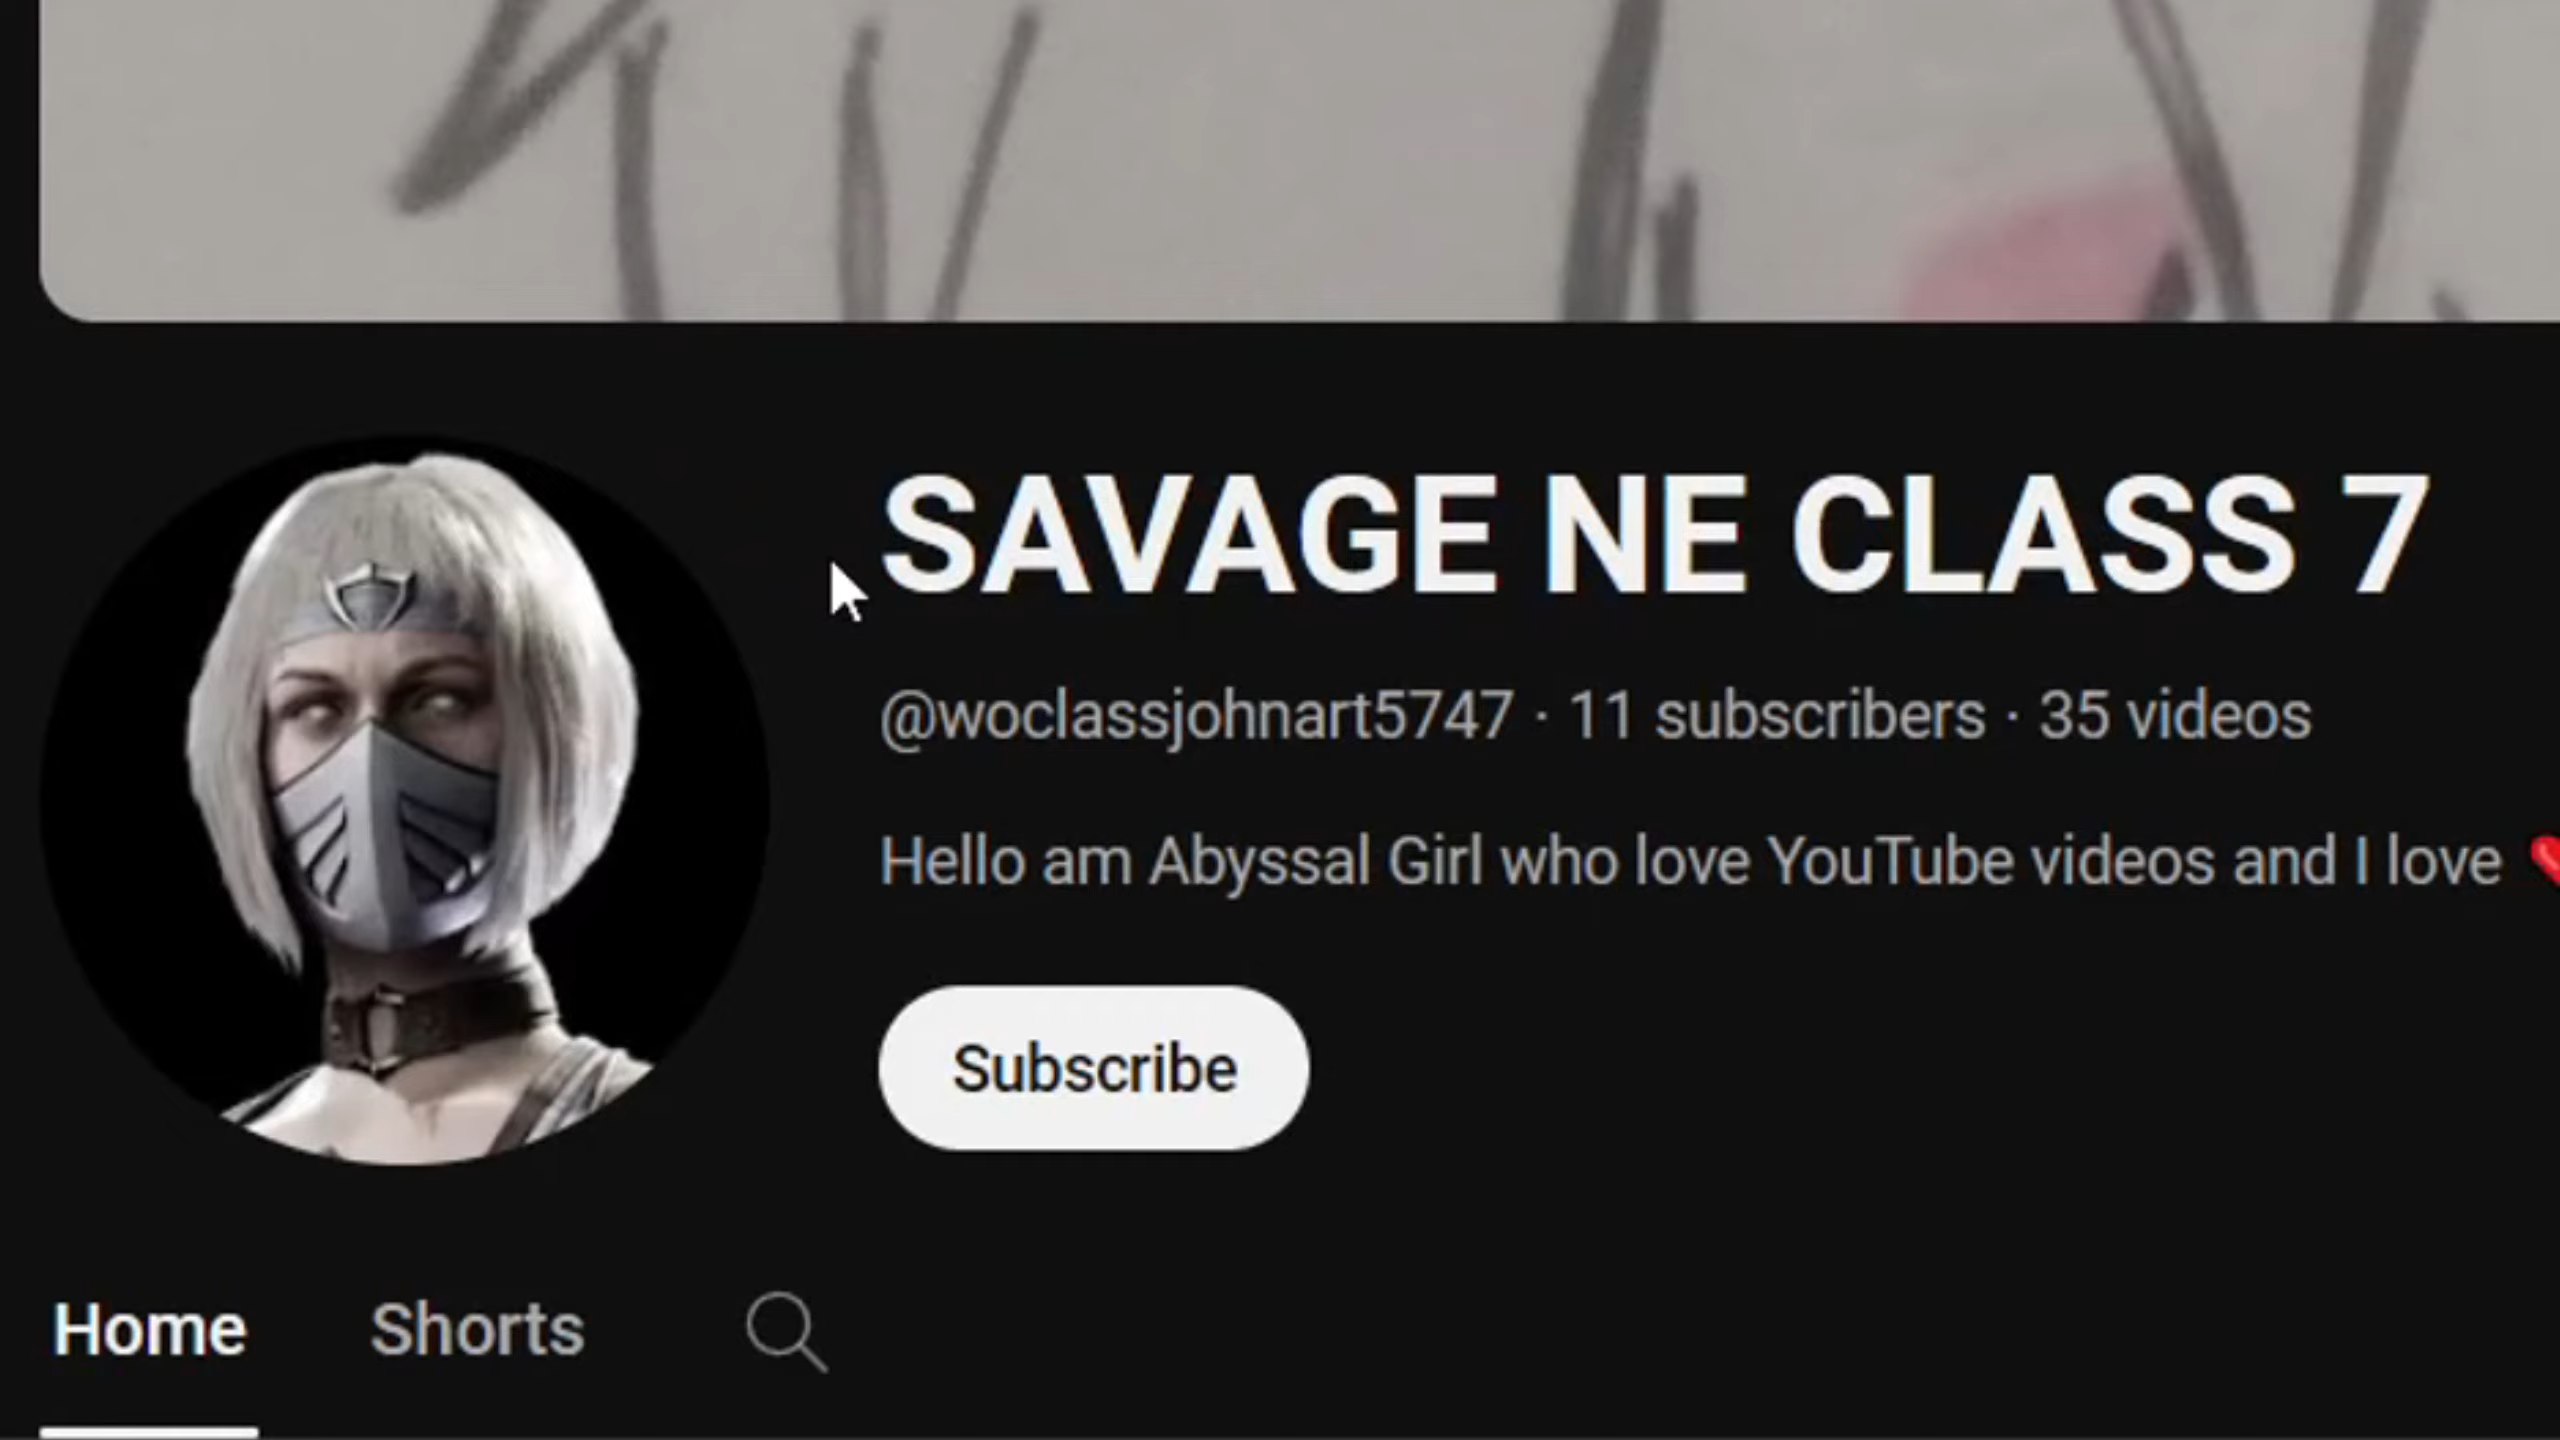 SAVAGE NE CLASS 7
@woclassjohnart5747 · 11 subscribers · 35 videos
Hello am Abyssal Girl who love YouTube videos and I love ❤
Subscribe
Home Shorts